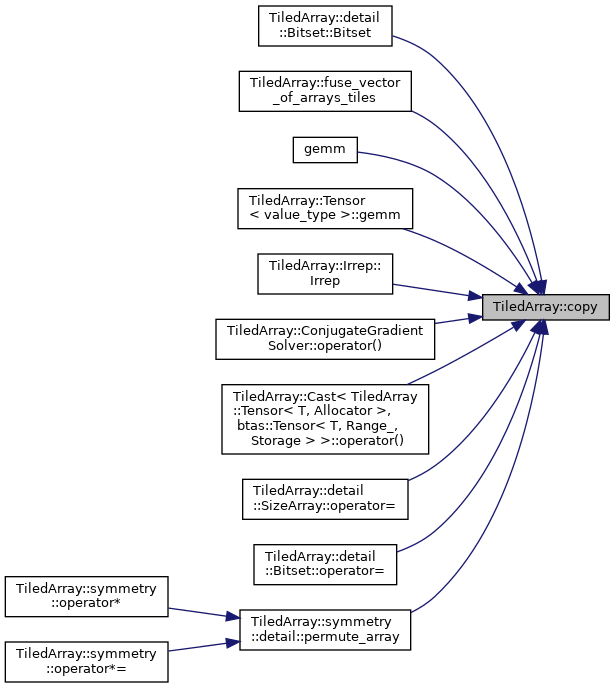 TiledArray::detail
::Bitset::Bitset
TiledArray::fuse_vector
_of_arrays_tiles
gemm
TiledArray::Tensor
< value_type >::gemm
TiledArray::Irrep::
Irrep
TiledArray::copy
TiledArray::ConjugateGradient
Solver::operator()
TiledArray::Cast< TiledArray
::Tensor< T, Allocator >,
btas::Tensor< T, Range_,
Storage > >::operator()
TiledArray::detail
::SizeArray::operator=
TiledArray::detail
::Bitset::operator=
TiledArray::symmetry
::operator*
TiledArray::symmetry
::detail::permute_array
TiledArray::symmetry
::operator*=